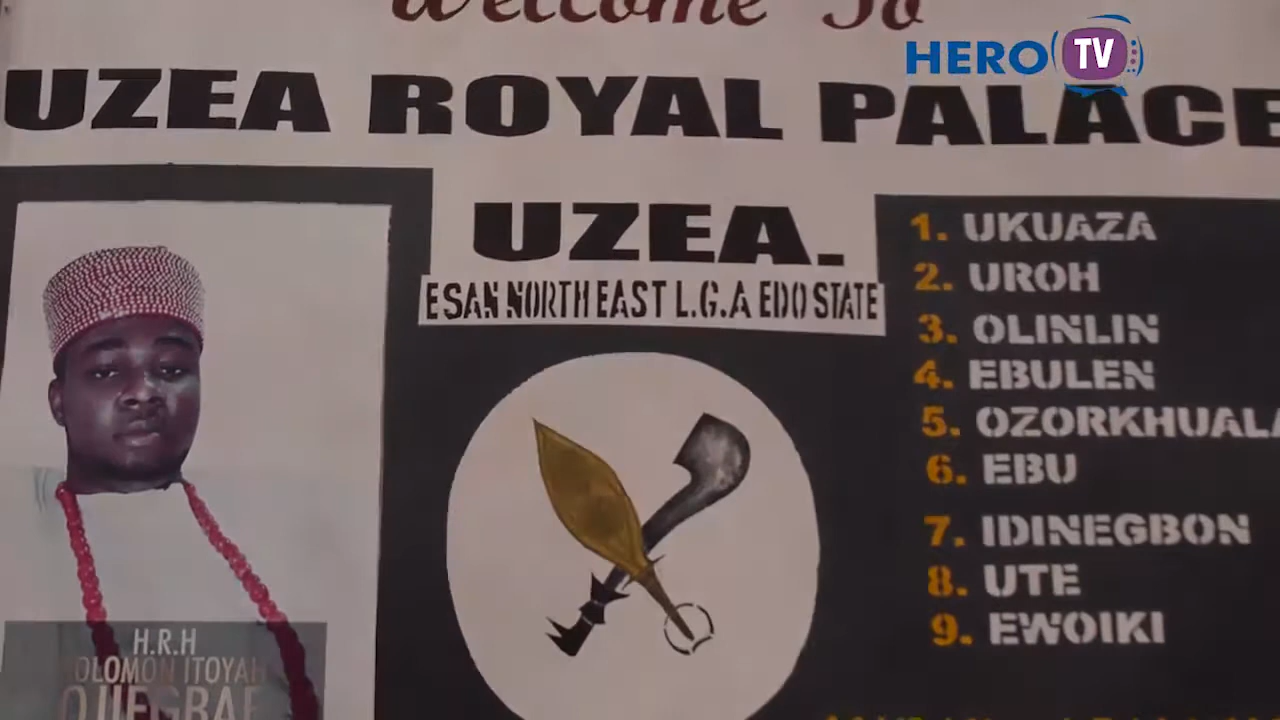 Welcome To
HERO TV
UZEA ROYAL PALACE
UZEA.
ESAN NORTH EAST L.G.A EDO STATE
1. UKUAZA
2. UROH
3. OLINLIN
4. EBULEN
5. OZORKHUALA
6. EBU
7. IDINEGBON
8. UTE
9. EWOIKI
H.R.H
SOLOMON ITOYAH